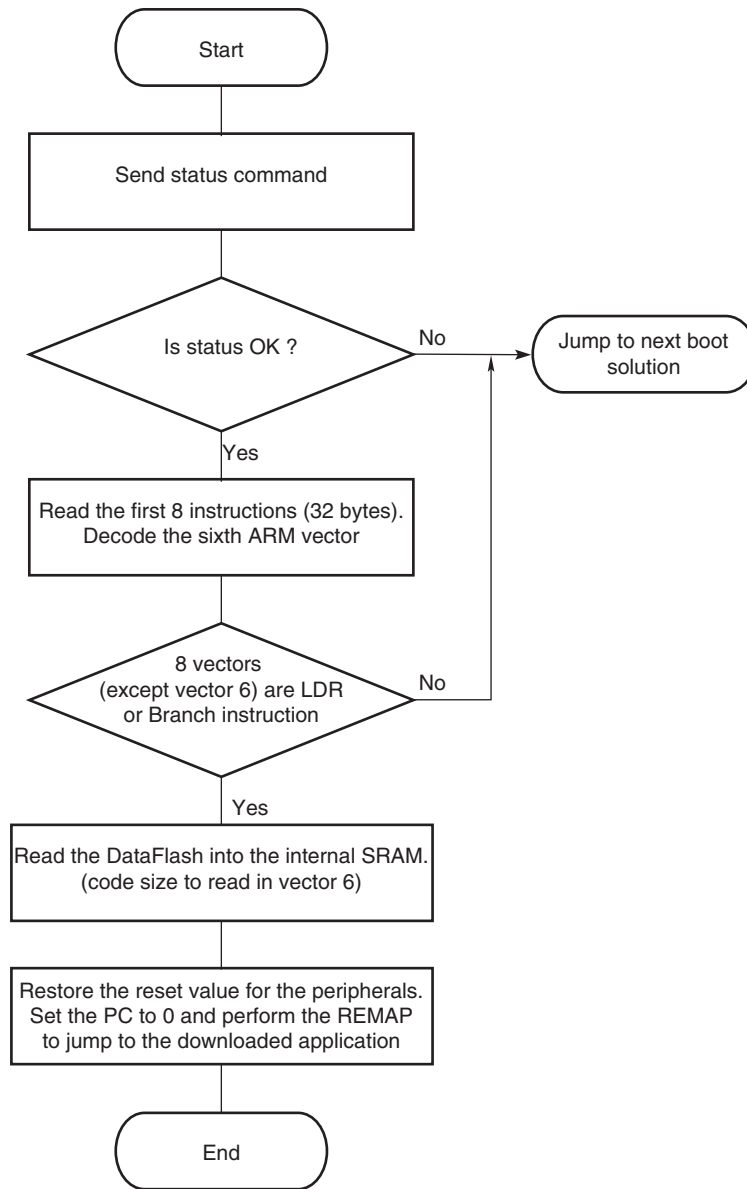 Start
Send status command
Is status OK ?
No
Jump to next boot
solution
Yes
Read the first 8 instructions (32 bytes).
Decode the sixth ARM vector
8 vectors
(except vector 6) are LDR
or Branch instruction
No
Yes
Read the DataFlash into the internal SRAM.
(code size to read in vector 6)
Restore the reset value for the peripherals.
Set the PC to 0 and perform the REMAP
to jump to the downloaded application
End